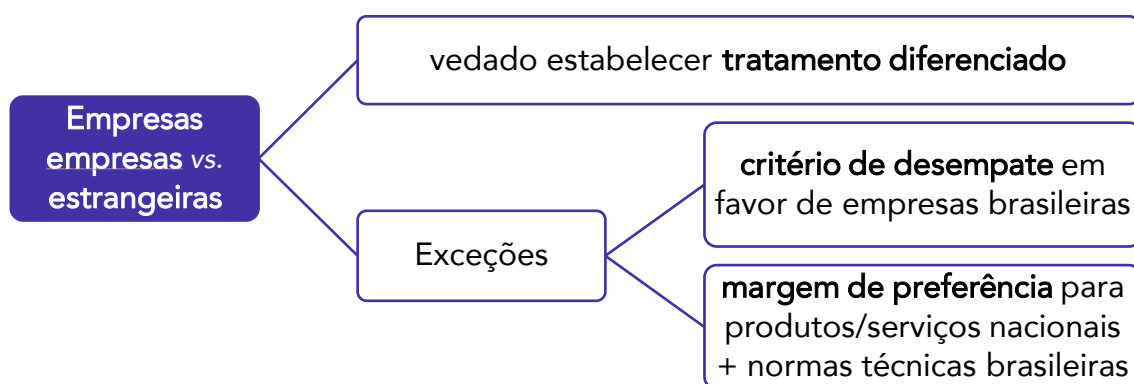 Empresas
empresas vs.
estrangeiras
vedado estabelecer tratamento diferenciado
Exceções
critério de desempate em
favor de empresas brasileiras
margem de preferência para
produtos/serviços nacionais
+ normas técnicas brasileiras